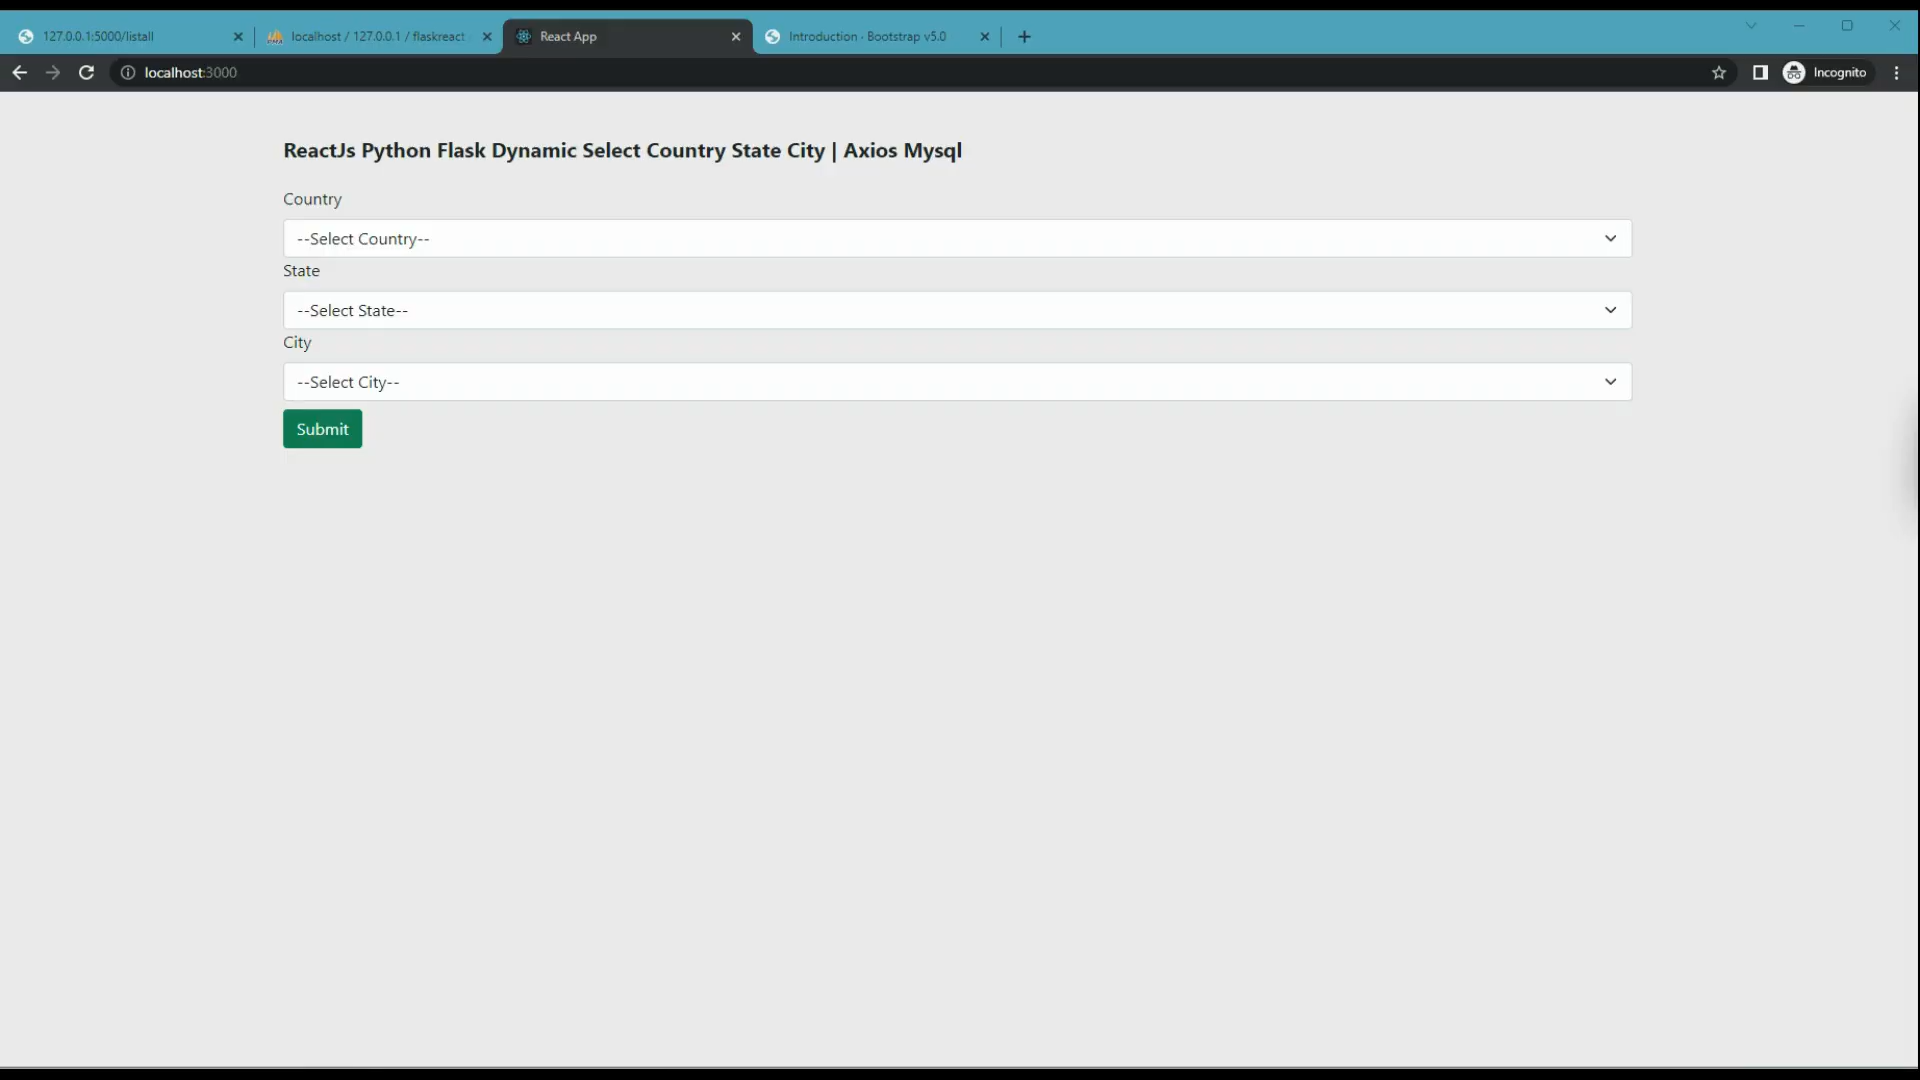 127.0.0.1:5000/listall
localhost / 127.0.0.1 / flaskreact
React App
Introduction · Bootstrap v5.0
localhost:3000
Incognito
ReactJs Python Flask Dynamic Select Country State City | Axios Mysql
Country
--Select Country--
State
--Select State--
City
--Select City--
Submit